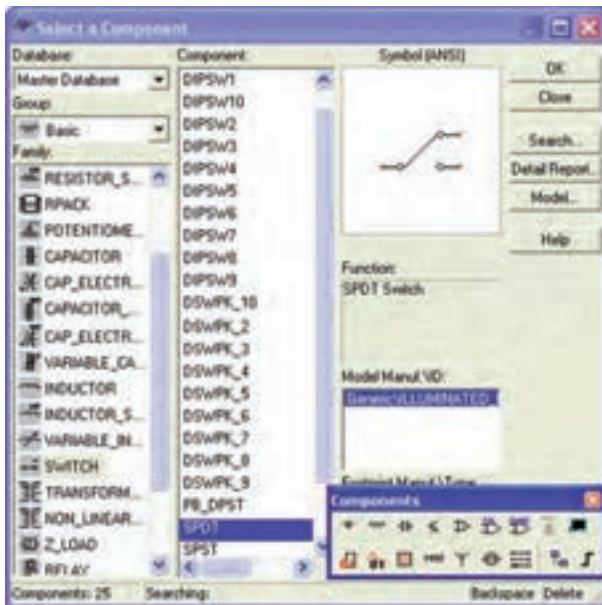 Select a Component
Database:
Master Database
Group:
Basic
Family:
RESISTOR_S...
RPACK
POTENTIOME...
CAPACITOR
CAP_ELECTR...
CAPACITOR_...
CAP_ELECTR...
VARIABLE_CA...
INDUCTOR
INDUCTOR_S...
VARIABLE_IN...
SWITCH
TRANSFORM...
NON_LINEAR...
Z_LOAD
RELAY
Component:
DIPSW1
DIPSW10
DIPSW2
DIPSW3
DIPSW4
DIPSW5
DIPSW6
DIPSW7
DIPSW8
DIPSW9
DSWPK_10
DSWPK_2
DSWPK_3
DSWPK_4
DSWPK_5
DSWPK_6
DSWPK_7
DSWPK_8
DSWPK_9
PB_DPST
SPDT
SPST
Symbol (ANSI)
Function:
SPDT Switch
Model Manuf.\ID:
Generic\ILLUMINATED
Footprint Manuf.\Type
OK
Close
Search...
Detail Report...
Model...
Help
Components
Components: 25
Searching:
Backspace Delete